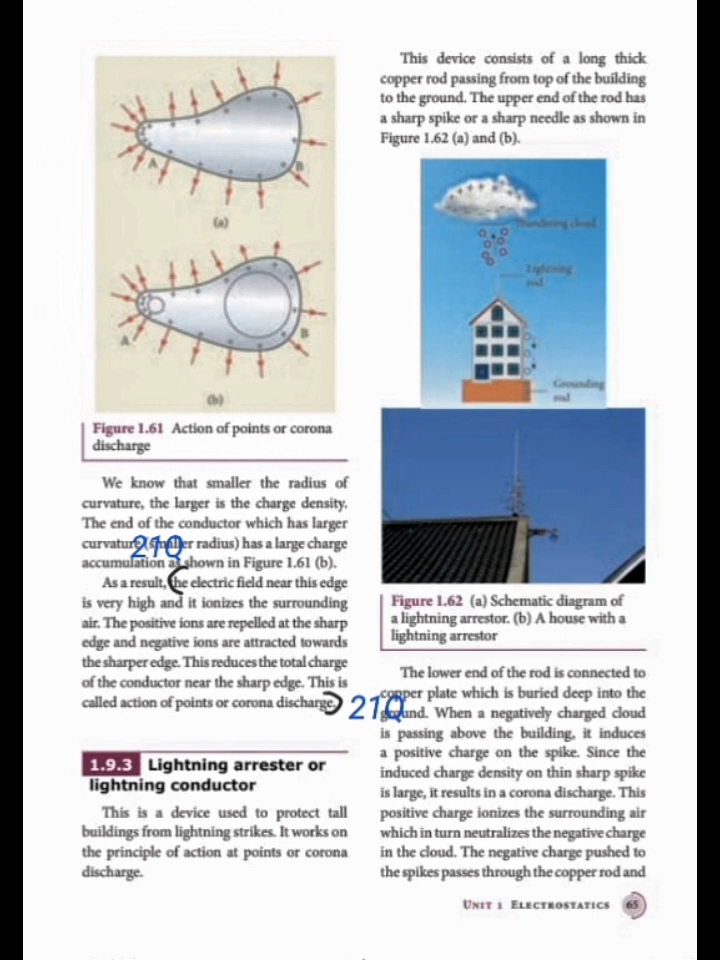 A
B
(a)
A
B
(b)
Figure 1.61 Action of points or corona
discharge
We know that smaller the radius of
curvature, the larger is the charge density.
The end of the conductor which has larger
curvature (smaller radius) has a large charge
21Q
accumulation as shown in Figure 1.61 (b).
As a result, the electric field near this edge
is very high and it ionizes the surrounding
air. The positive ions are repelled at the sharp
edge and negative ions are attracted towards
the sharper edge. This reduces the total charge
of the conductor near the sharp edge. This is
called action of points or corona discharge.
21Q
1.9.3 Lightning arrester or
lightning conductor
This is a device used to protect tall
buildings from lightning strikes. It works on
the principle of action at points or corona
discharge.
This device consists of a long thick
copper rod passing from top of the building
to the ground. The upper end of the rod has
a sharp spike or a sharp needle as shown in
Figure 1.62 (a) and (b).
Thundering cloud
Lightning
rod
Grounding
rod
Figure 1.62 (a) Schematic diagram of
a lightning arrestor. (b) A house with a
lightning arrestor
The lower end of the rod is connected to
copper plate which is buried deep into the
ground. When a negatively charged cloud
is passing above the building, it induces
a positive charge on the spike. Since the
induced charge density on thin sharp spike
is large, it results in a corona discharge. This
positive charge ionizes the surrounding air
which in turn neutralizes the negative charge
in the cloud. The negative charge pushed to
the spikes passes through the copper rod and
UNIT 1 ELECTROSTATICS 65